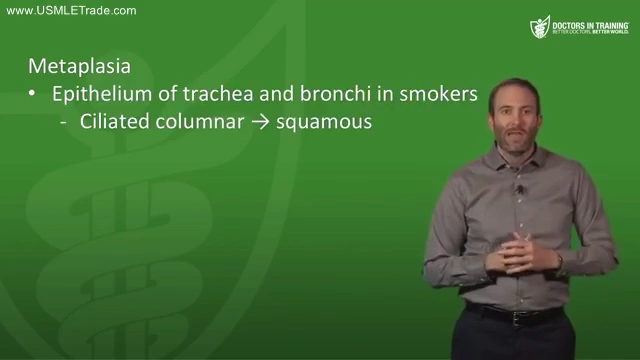 www.USMLETrade.com
DOCTORS IN TRAINING
BETTER DOCTORS. BETTER WORLD.
Metaplasia
• Epithelium of trachea and bronchi in smokers
- Ciliated columnar → squamous